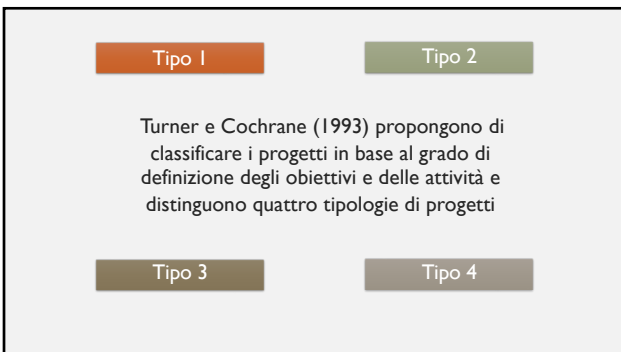 Tipo 1
Tipo 2
Turner e Cochrane (1993) propongono di
classificare i progetti in base al grado di
definizione degli obiettivi e delle attività e
distinguono quattro tipologie di progetti
Tipo 3
Tipo 4